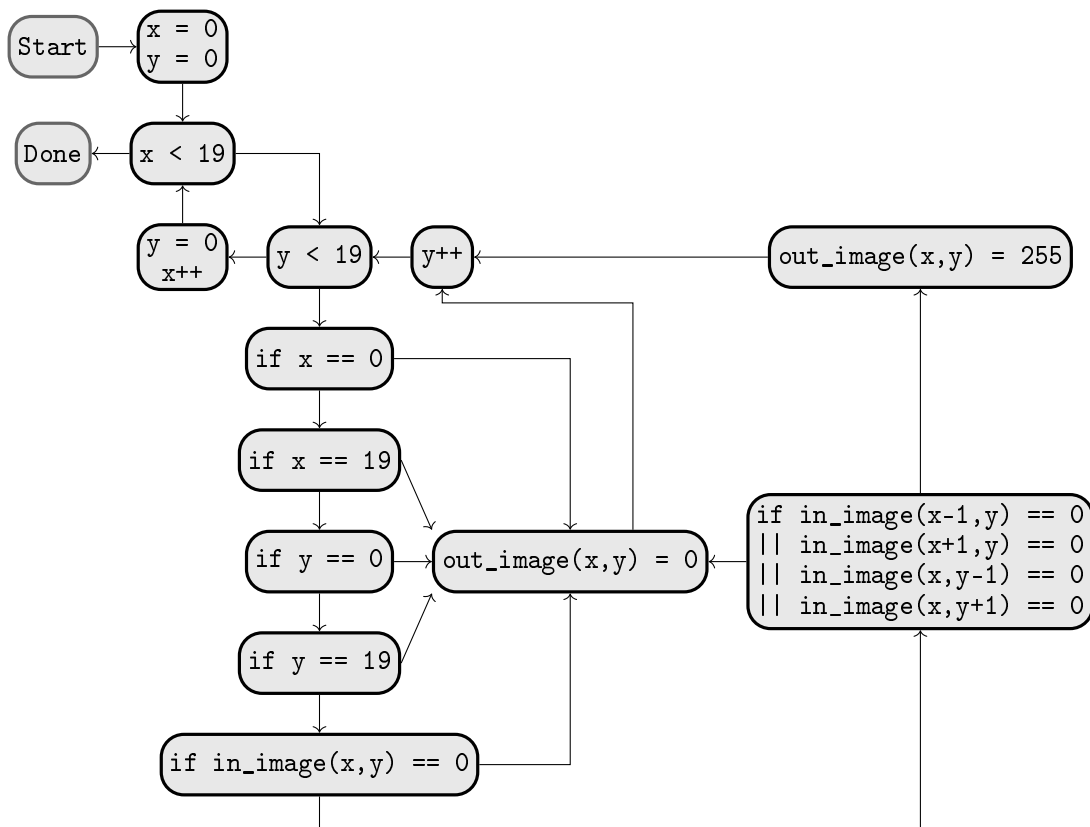 Start
x = 0
y = 0
Done
x < 19
y = 0
x++
y < 19
y++
out_image(x,y) = 255
if x == 0
if x == 19
if y == 0
out_image(x,y) = 0
if in_image(x-1,y) == 0
|| in_image(x+1,y) == 0
|| in_image(x,y-1) == 0
|| in_image(x,y+1) == 0
if y == 19
if in_image(x,y) == 0